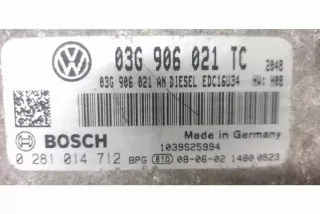 03G 906 021 TC 2848
03G 906 021 AN DIESEL EDC16U34 HW: H09
Made in Germany
BOSCH 1039S25994
0 281 014 712 BPG 810 08-06-02 1480 0523